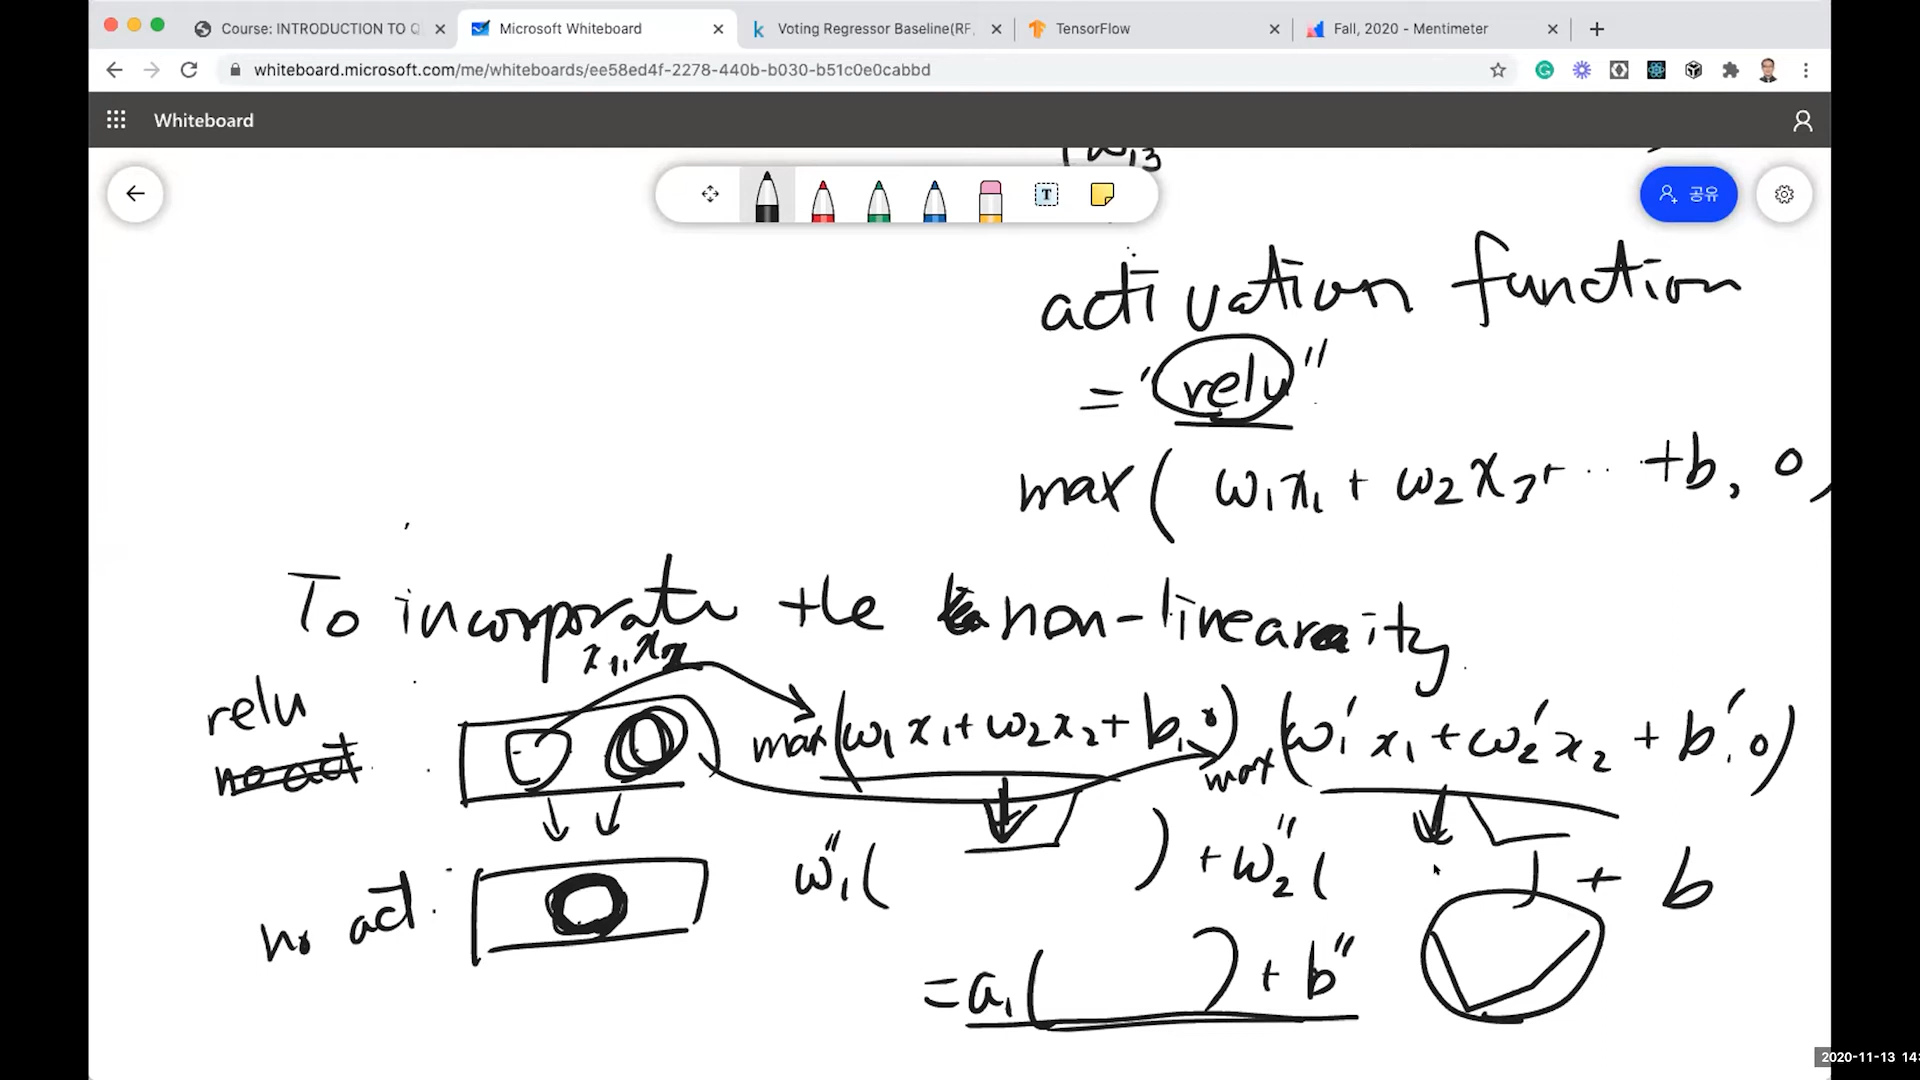 Course: INTRODUCTION TO Q
Microsoft Whiteboard
Voting Regressor Baseline(RF,
TensorFlow
Fall, 2020 - Mentimeter
whiteboard.microsoft.com/me/whiteboards/ee58ed4f-2278-440b-b030-b51c0e0cabbd
Whiteboard
공유
activation function
= "relu"
max( w₁x₁ + w₂x₂+ ... +b, 0
To incorporate the non-linearity
x₁, x₂
relu
no act
max(w₁x₁+w₂x₂+b, 0) max(w₁'x₁+w₂'x₂+b', 0)
w₁''( ) + w₂''( ) + b
no act.
= a₁( ) + b''
2020-11-13 14: